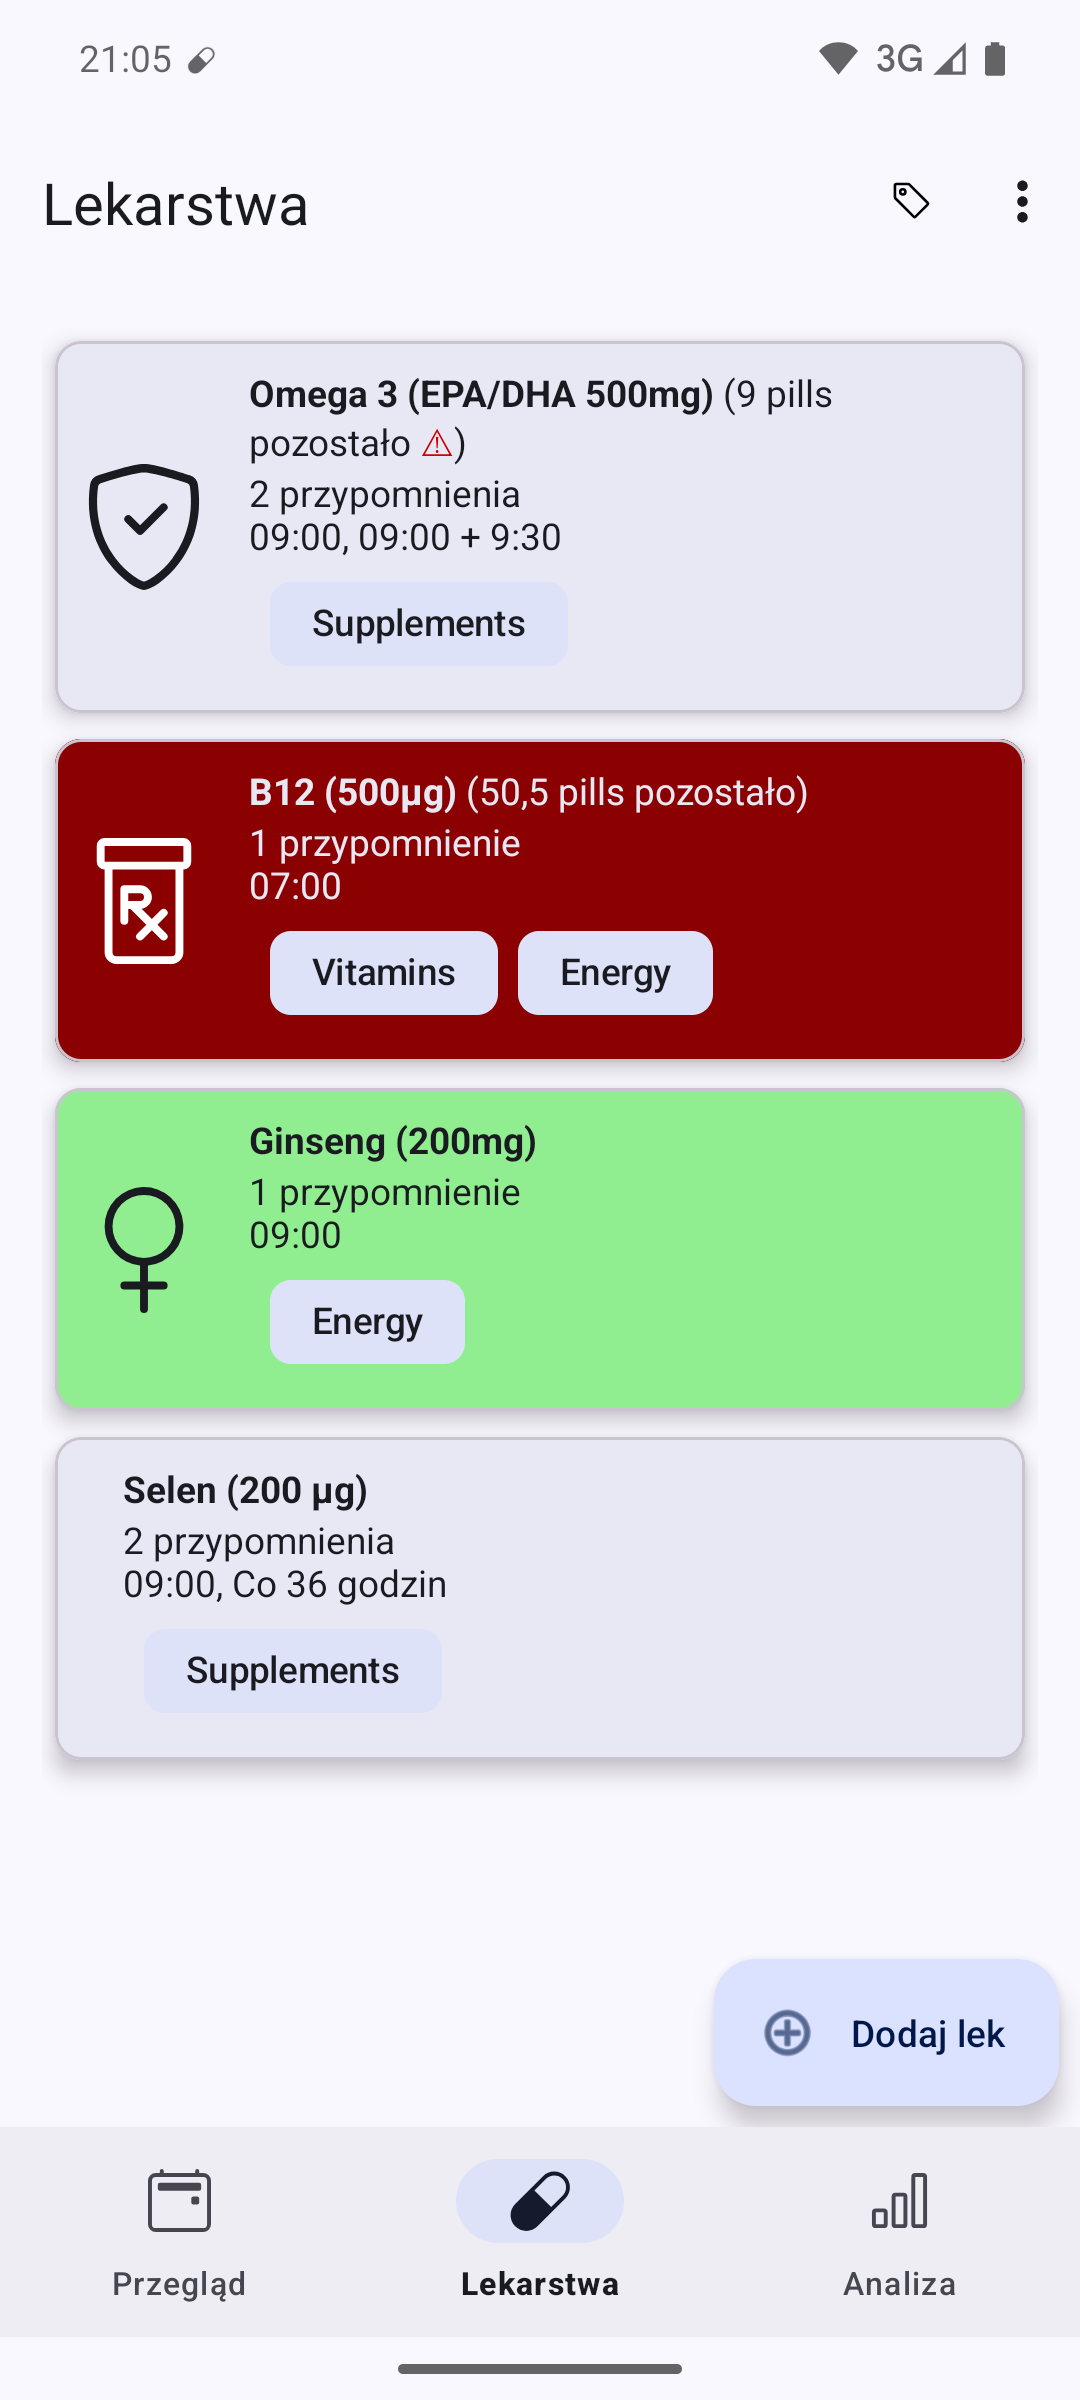 21:05
3G
Lekarstwa
Omega 3 (EPA/DHA 500mg) (9 pills
pozostało ⚠)
2 przypomnienia
09:00, 09:00 + 9:30
Supplements
B12 (500µg) (50,5 pills pozostało)
1 przypomnienie
07:00
Rx
Vitamins Energy
Ginseng (200mg)
1 przypomnienie
09:00
Energy
Selen (200 µg)
2 przypomnienia
09:00, Co 36 godzin
Supplements
Dodaj lek
Przegląd Lekarstwa Analiza